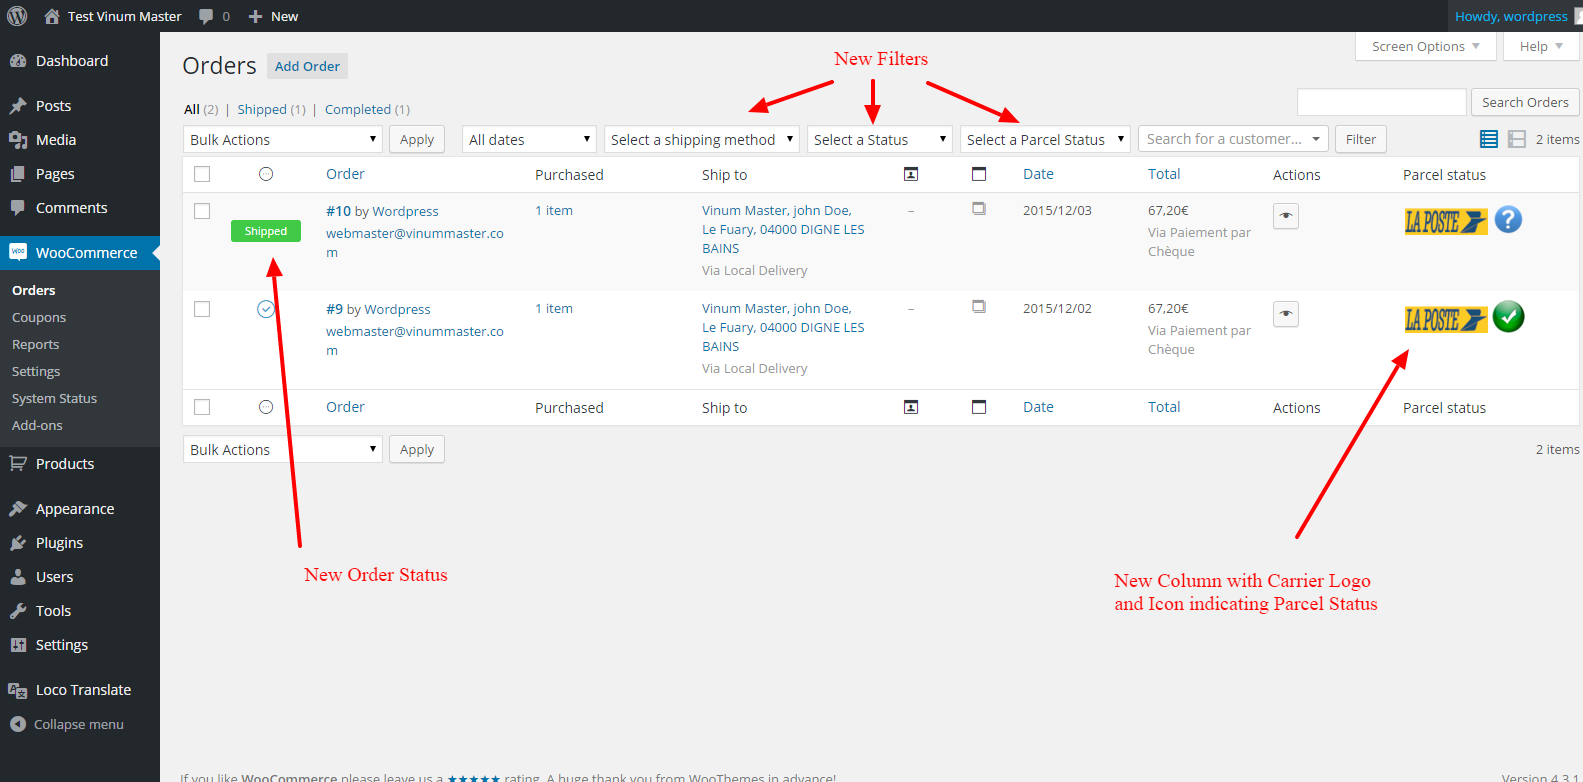 Test Vinum Master 0 New Howdy, wordpress
Dashboard
Posts
Media
Pages
Comments
WooCommerce
Orders
Coupons
Reports
Settings
System Status
Add-ons
Products
Appearance
Plugins
Users
Tools
Settings
Loco Translate
Collapse menu
Screen Options Help
Orders Add Order
New Filters
All (2) | Shipped (1) | Completed (1)
Search Orders
Bulk Actions Apply All dates Select a shipping method Select a Status Select a Parcel Status Search for a customer... Filter 2 items
Order Purchased Ship to Date Total Actions Parcel status
#10 by Wordpress
webmaster@vinummaster.co
m
Shipped
1 item
Vinum Master, john Doe,
Le Fuary, 04000 DIGNE LES
BAINS
Via Local Delivery
–
2015/12/03
67,20€
Via Paiement par
Chèque
LA POSTE ?
#9 by Wordpress
webmaster@vinummaster.co
m
1 item
Vinum Master, john Doe,
Le Fuary, 04000 DIGNE LES
BAINS
Via Local Delivery
–
2015/12/02
67,20€
Via Paiement par
Chèque
LA POSTE
Order Purchased Ship to Date Total Actions Parcel status
Bulk Actions Apply 2 items
New Order Status
New Column with Carrier Logo
and Icon indicating Parcel Status
If you like WooCommerce please leave us a ★★★★★ rating. A huge thank you from WooThemes in advance!
Version 4.3.1